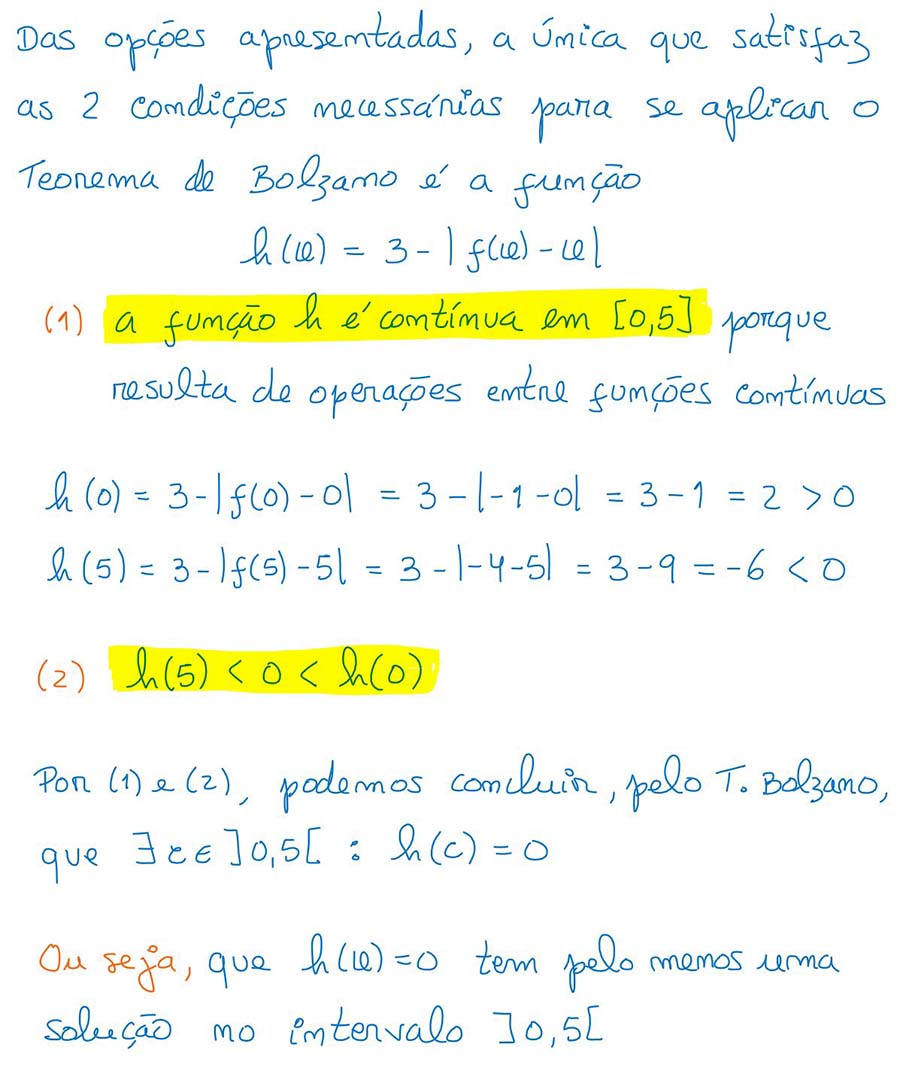 Das opções apresentadas, a única que satisfaz
as 2 condições necessárias para se aplicar o
Teorema de Bolzano é a função
h(x) = 3 - |f(x) - x|
(1) a função h é contínua em [0,5] porque
resulta de operações entre funções contínuas
h(0) = 3-|f(0)-0| = 3-|-1-0| = 3-1 = 2 > 0
h(5) = 3-|f(5)-5| = 3-|-4-5| = 3-9 = -6 < 0
(2) h(5) < 0 < h(0)
Por (1) e (2), podemos concluir, pelo T. Bolzano,
que ∃ c ∈ ]0,5[ : h(c) = 0
Ou seja, que h(x)=0 tem pelo menos uma
solução no intervalo ]0,5[